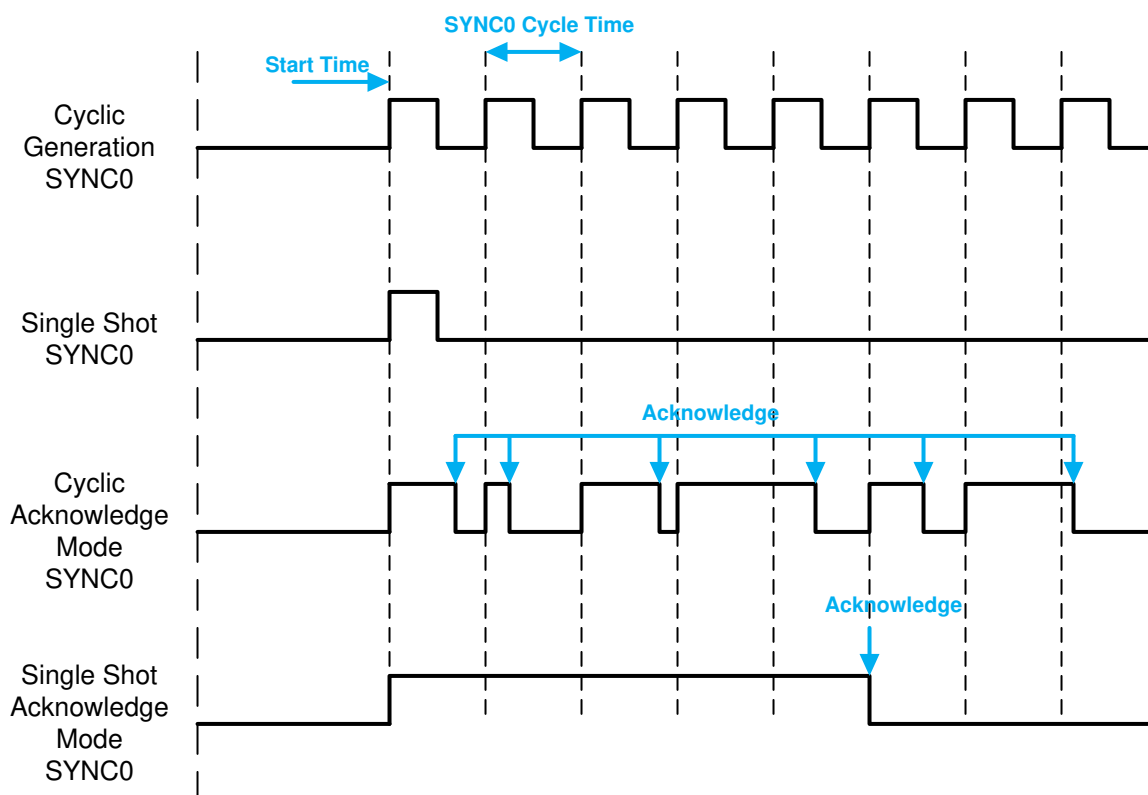 SYNC0 Cycle Time
Start Time
Cyclic
Generation
SYNC0
Single Shot
SYNC0
Acknowledge
Cyclic
Acknowledge
Mode
SYNC0
Acknowledge
Single Shot
Acknowledge
Mode
SYNC0